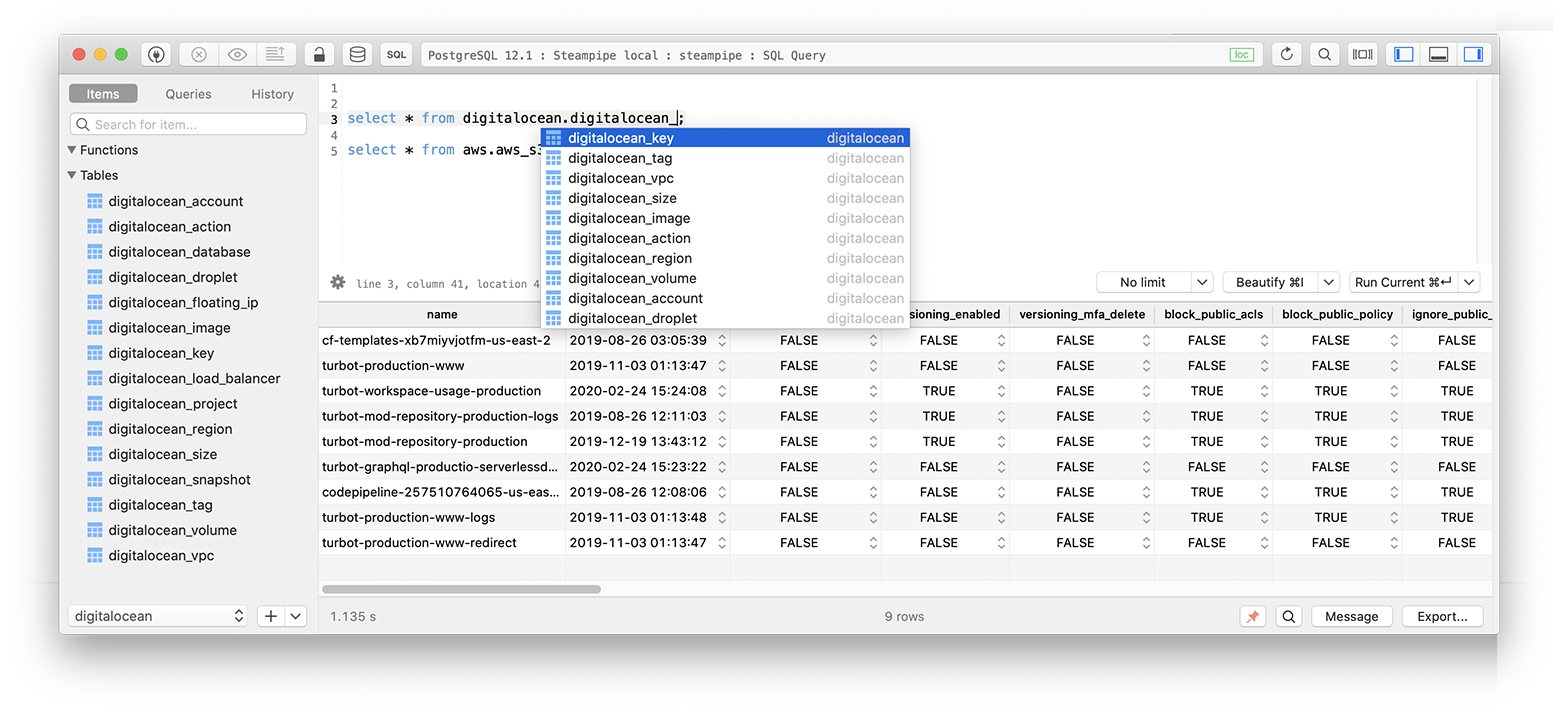 SQL PostgreSQL 12.1 : Steampipe local : steampipe : SQL Query loc
Items Queries History
Search for item...
Functions
Tables
digitalocean_account
digitalocean_action
digitalocean_database
digitalocean_droplet
digitalocean_floating_ip
digitalocean_image
digitalocean_key
digitalocean_load_balancer
digitalocean_project
digitalocean_region
digitalocean_size
digitalocean_snapshot
digitalocean_tag
digitalocean_volume
digitalocean_vpc
digitalocean
1
2
3 select * from digitalocean.digitalocean_;
4
5 select * from aws.aws_s3
digitalocean_key digitalocean
digitalocean_tag digitalocean
digitalocean_vpc digitalocean
digitalocean_size digitalocean
digitalocean_image digitalocean
digitalocean_action digitalocean
digitalocean_region digitalocean
digitalocean_volume digitalocean
digitalocean_account digitalocean
digitalocean_droplet digitalocean
line 3, column 41, location 4 No limit Beautify ⌘I Run Current ⌘↵
name sioning_enabled versioning_mfa_delete block_public_acls block_public_policy ignore_public_
cf-templates-xb7miyvjotfm-us-east-2 2019-08-26 03:05:39 FALSE FALSE FALSE FALSE FALSE FALSE
turbot-production-www 2019-11-03 01:13:47 FALSE FALSE FALSE FALSE FALSE FALSE
turbot-workspace-usage-production 2020-02-24 15:24:08 FALSE TRUE FALSE TRUE TRUE TRUE
turbot-mod-repository-production-logs 2019-08-26 12:11:03 FALSE TRUE FALSE TRUE TRUE TRUE
turbot-mod-repository-production 2019-12-19 13:43:12 FALSE TRUE FALSE TRUE TRUE TRUE
turbot-graphql-productio-serverlessd... 2020-02-24 15:23:22 FALSE FALSE FALSE FALSE FALSE FALSE
codepipeline-257510764065-us-eas... 2019-08-26 12:08:06 FALSE FALSE FALSE TRUE TRUE TRUE
turbot-production-www-logs 2019-11-03 01:13:48 FALSE FALSE FALSE TRUE TRUE TRUE
turbot-production-www-redirect 2019-11-03 01:13:47 FALSE FALSE FALSE FALSE FALSE FALSE
1.135 s 9 rows Message Export...